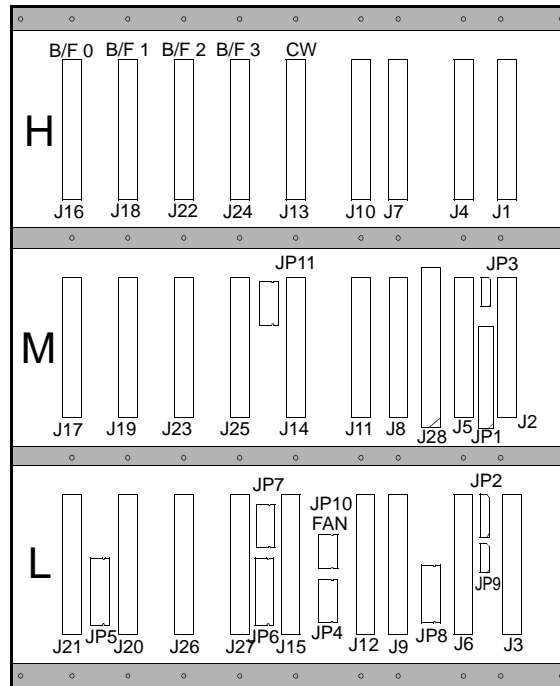 B/F 0 B/F 1 B/F 2 B/F 3 CW
H
J16 J18 J22 J24 J13 J10 J7 J4 J1
JP11 JP3
M
J17 J19 J23 J25 J14 J11 J8 J28 J5 JP1 J2
JP7 JP10 JP2
FAN
L
JP9
J21 JP5 J20 J26 J27 JP6 J15 JP4 J12 J9 JP8 J6 J3